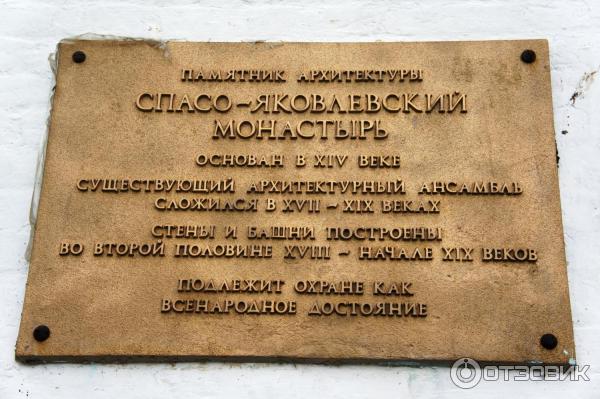 ПАМЯТНИК АРХИТЕКТУРЫ
СПАСО-ЯКОВЛЕВСКИЙ
МОНАСТЫРЬ
ОСНОВАН В XIV ВЕКЕ
СУЩЕСТВУЮЩИЙ АРХИТЕКТУРНЫЙ АНСАМБЛЬ
СЛОЖИЛСЯ В XVII - XIX ВЕКАХ
СТЕНЫ И БАШНИ ПОСТРОЕНЫ
ВО ВТОРОЙ ПОЛОВИНЕ XVIII - НАЧАЛЕ XIX ВЕКОВ
ПОДЛЕЖИТ ОХРАНЕ КАК
ВСЕНАРОДНОЕ ДОСТОЯНИЕ
ОТЗОВИК